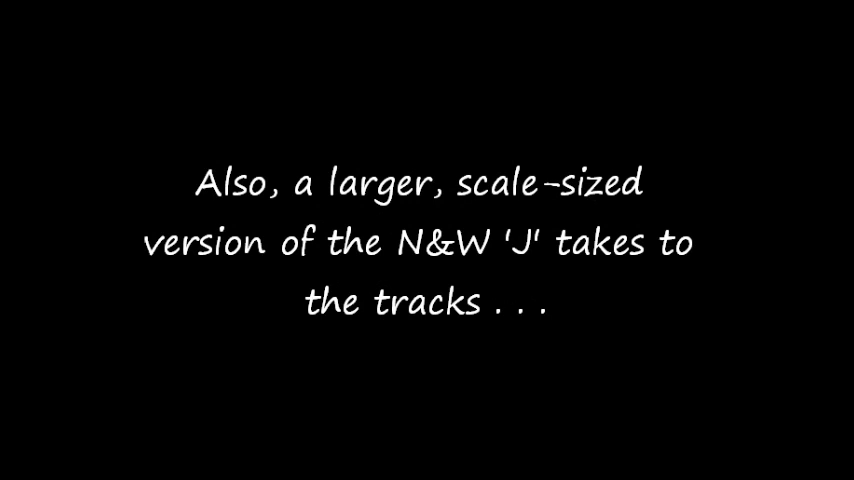 Also, a larger, scale-sized
version of the N&W 'J' takes to
the tracks . . .